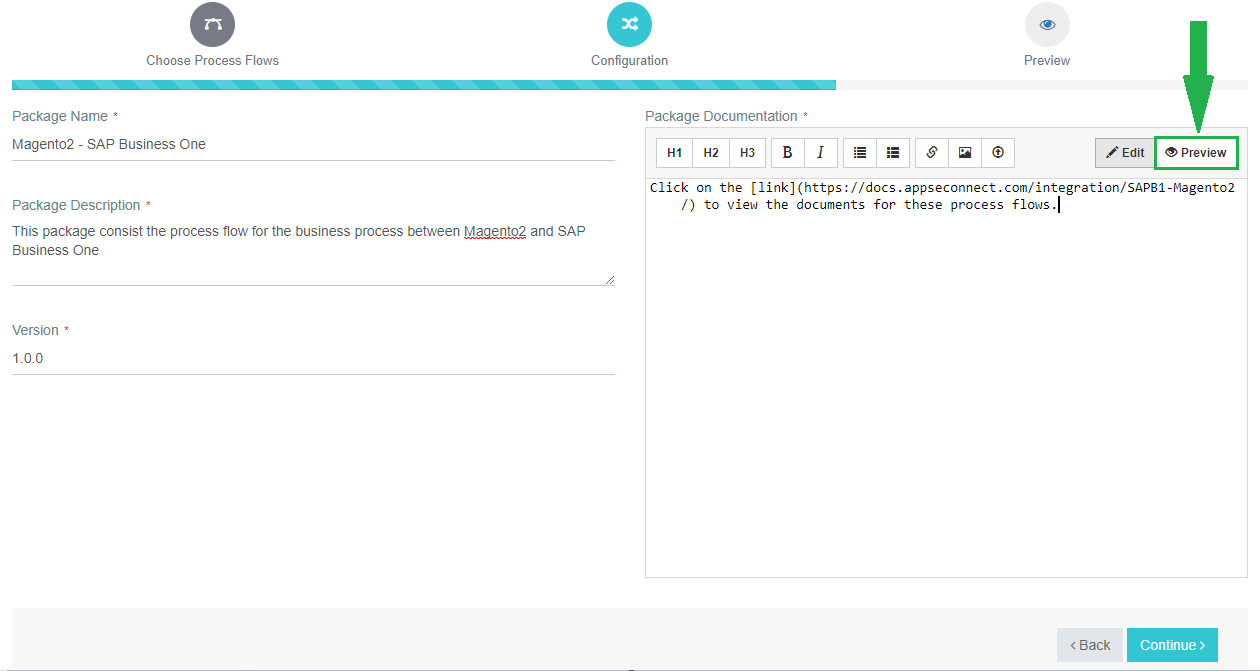 Choose Process Flows
Configuration
Preview
Package Name *
Magento2 - SAP Business One
Package Description *
This package consist the process flow for the business process between Magento2 and SAP
Business One
Version *
1.0.0
Package Documentation *
H1 H2 H3 B I Edit Preview
Click on the [link](https://docs.appseconnect.com/integration/SAPB1-Magento2
/) to view the documents for these process flows.
< Back Continue >